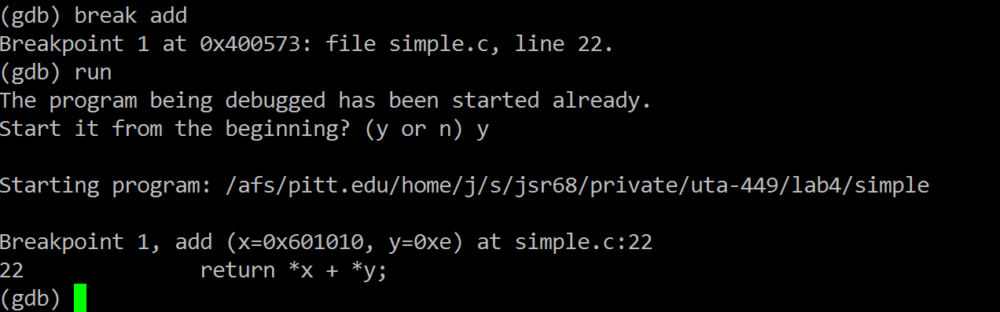 (gdb) break add
Breakpoint 1 at 0x400573: file simple.c, line 22.
(gdb) run
The program being debugged has been started already.
Start it from the beginning? (y or n) y
Starting program: /afs/pitt.edu/home/j/s/jsr68/private/uta-449/lab4/simple
Breakpoint 1, add (x=0x601010, y=0xe) at simple.c:22
22              return *x + *y;
(gdb)